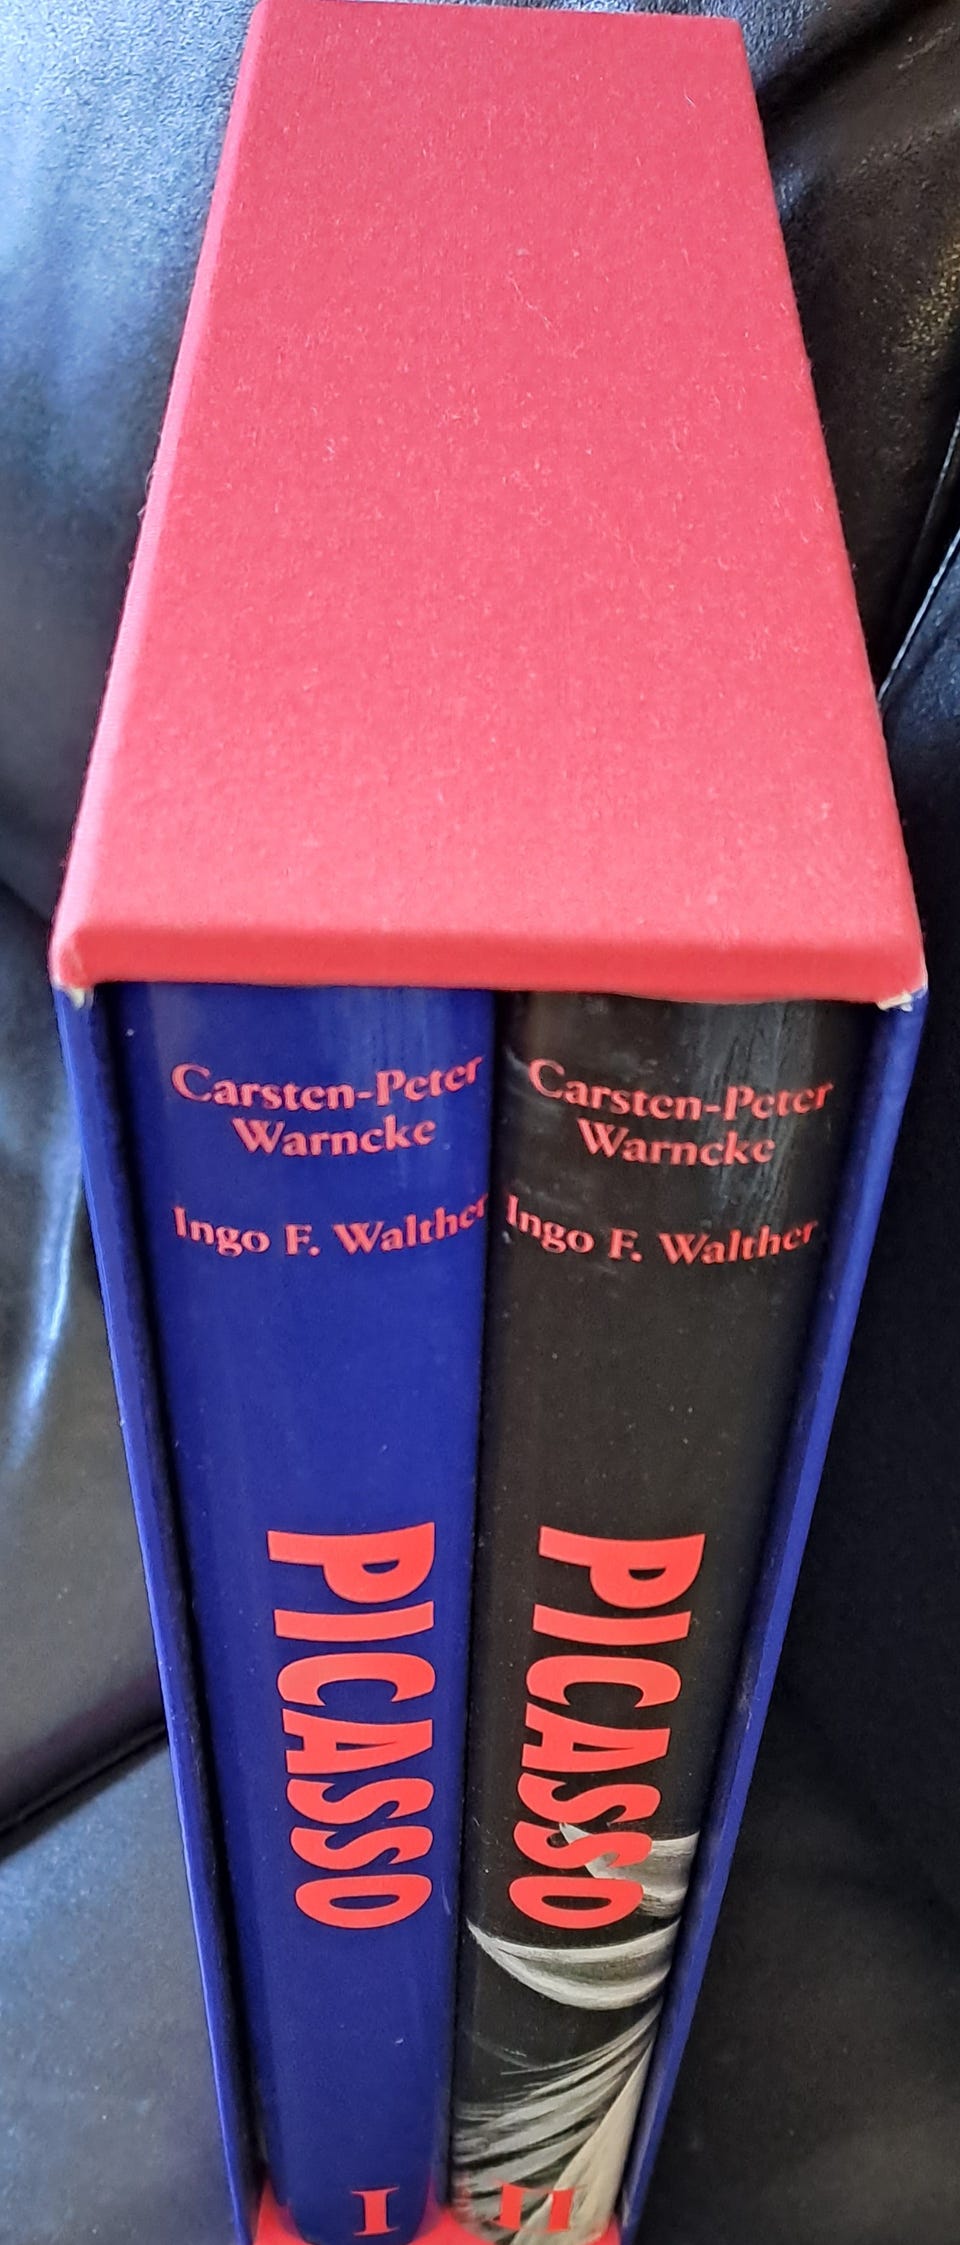 Carsten-Peter
Warncke
Ingo F. Walther
PICASSO
I
Carsten-Peter
Warncke
Ingo F. Walther
PICASSO
II